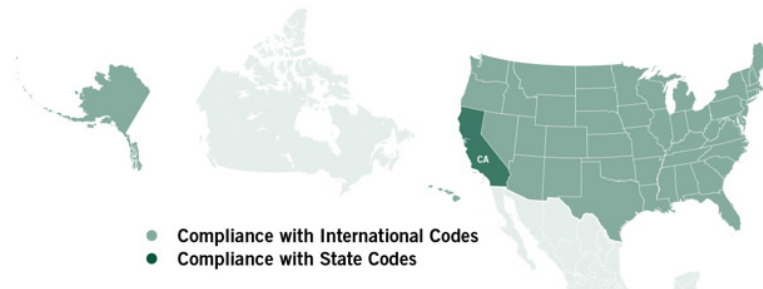 CA
Compliance with International Codes
Compliance with State Codes